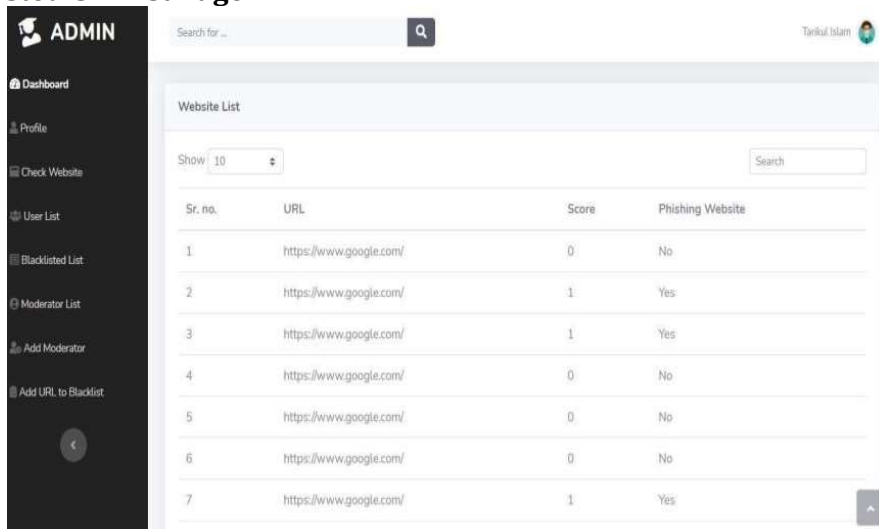 ADMIN
Search for ...
Tarikul Islam
Dashboard
Profile
Check Website
User List
Blacklisted List
Moderator List
Add Moderator
Add URL to Blacklist
Website List
Show 10
Search
Sr. no. URL Score Phishing Website
1 https://www.google.com/ 0 No
2 https://www.google.com/ 1 Yes
3 https://www.google.com/ 1 Yes
4 https://www.google.com/ 0 No
5 https://www.google.com/ 0 No
6 https://www.google.com/ 0 No
7 https://www.google.com/ 1 Yes